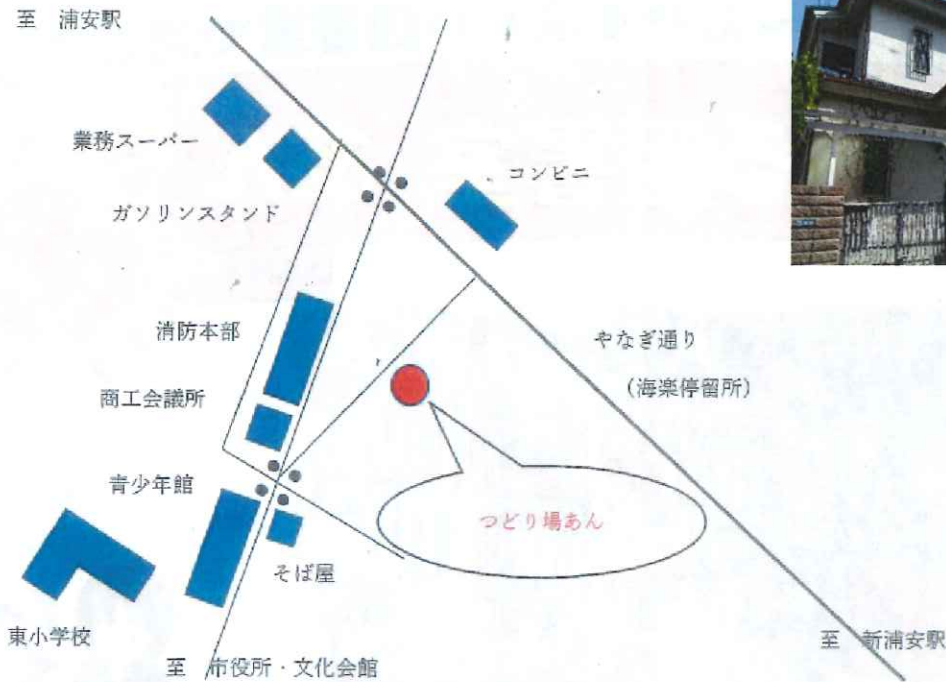 至 浦安駅
業務スーパー
コンビニ
ガソリンスタンド
消防本部
やなぎ通り
(海楽停留所)
商工会議所
青少年館
つどり場あん
そば屋
東小学校
至 新浦安駅
至 市役所・文化会館